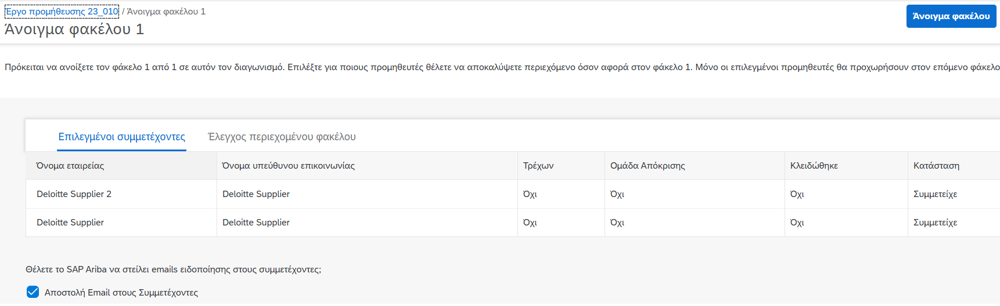 Έργο προμήθευσης 23_010 / Άνοιγμα φακέλου 1
Άνοιγμα φακέλου
Άνοιγμα φακέλου 1
Πρόκειται να ανοίξετε τον φάκελο 1 από 1 σε αυτόν τον διαγωνισμό. Επιλέξτε για ποιους προμηθευτές θέλετε να αποκαλύψετε περιεχόμενο όσον αφορά στον φάκελο 1. Μόνο οι επιλεγμένοι προμηθευτές θα προχωρήσουν στον επόμενο φάκελο
Επιλεγμένοι συμμετέχοντες Έλεγχος περιεχομένου φακέλου
Όνομα εταιρείας Όνομα υπεύθυνου επικοινωνίας Τρέχων Ομάδα Απόκρισης Κλειδώθηκε Κατάσταση
Deloitte Supplier 2 Deloitte Supplier Όχι Όχι Όχι Συμμετείχε
Deloitte Supplier Deloitte Supplier Όχι Όχι Όχι Συμμετείχε
Θέλετε το SAP Ariba να στείλει emails ειδοποίησης στους συμμετέχοντες;
Αποστολή Email στους Συμμετέχοντες